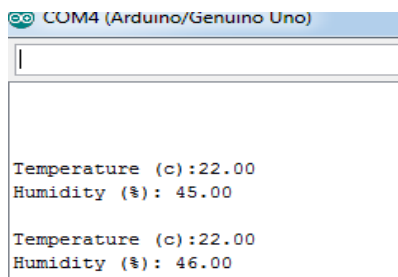 COM4 (Arduino/Genuino Uno)
Temperature (c):22.00
Humidity (%): 45.00
Temperature (c):22.00
Humidity (%): 46.00